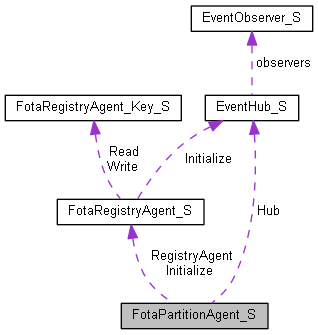 EventObserver_S
observers
FotaRegistryAgent_Key_S
EventHub_S
Read
Write
Initialize
FotaRegistryAgent_S
Hub
RegistryAgent
Initialize
FotaPartitionAgent_S